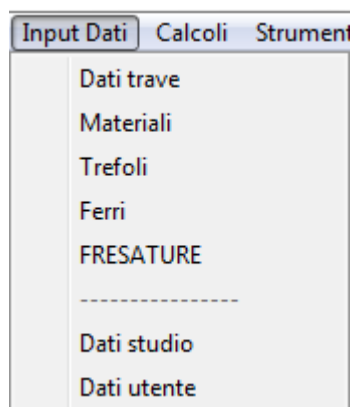 Input Dati Calcoli Strument
Dati trave
Materiali
Trefoli
Ferri
FRESATURE
----------------
Dati studio
Dati utente